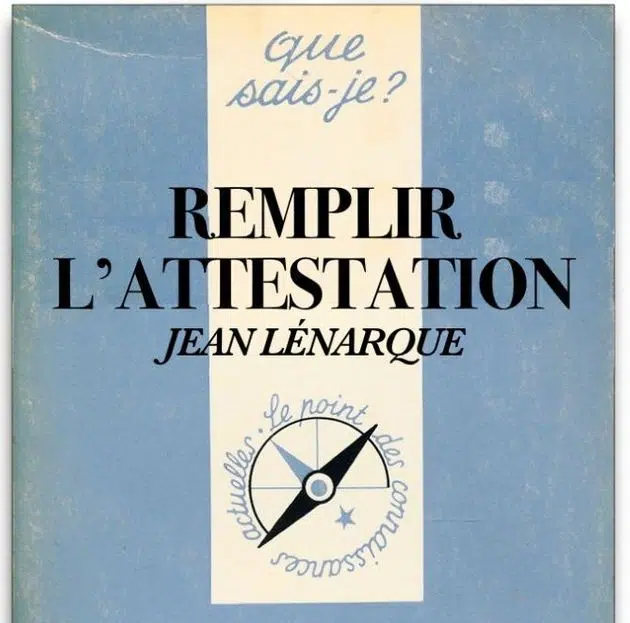 que
sais-je?
REMPLIR
L'ATTESTATION
JEAN LÉNARQUE
Le point des connaissances actuelles.